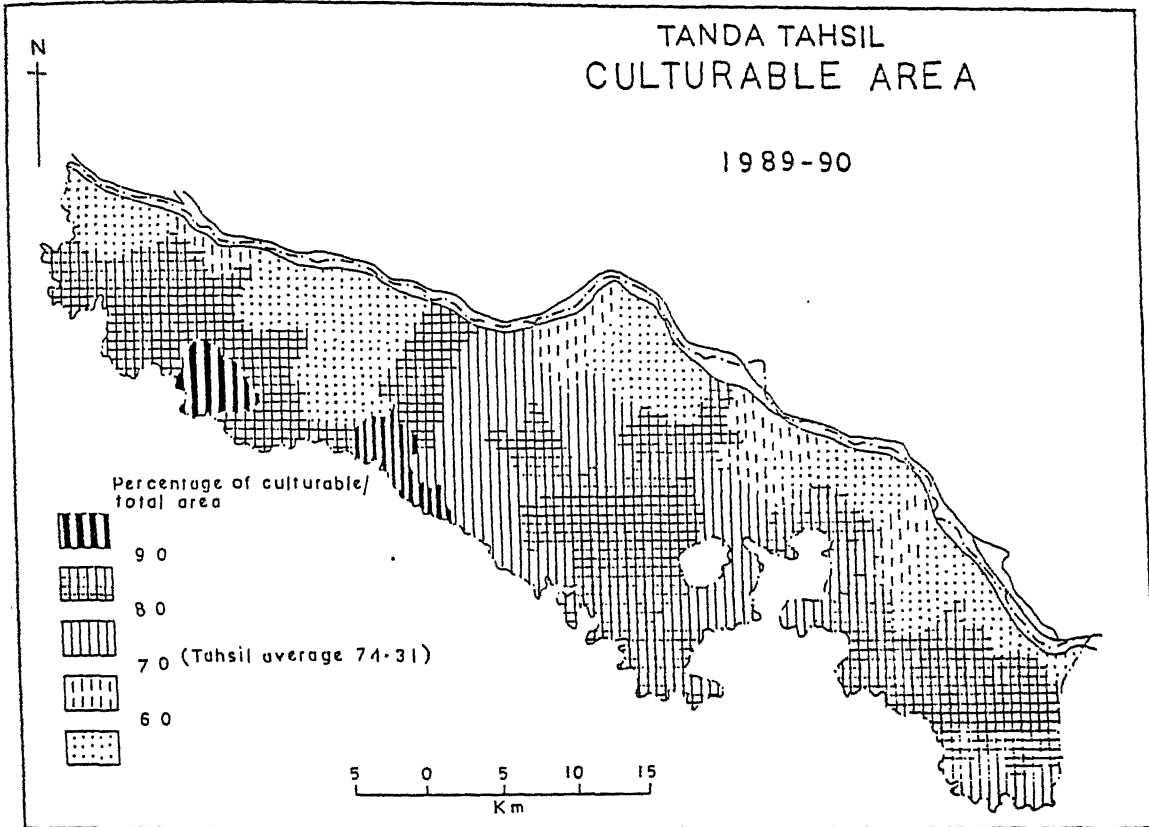 TANDA TAHSIL
CULTURABLE AREA
1989-90
N
Percentage of culturable/
total area
90
80
70 (Tahsil average 74·31)
60
5 0 5 10 15
Km